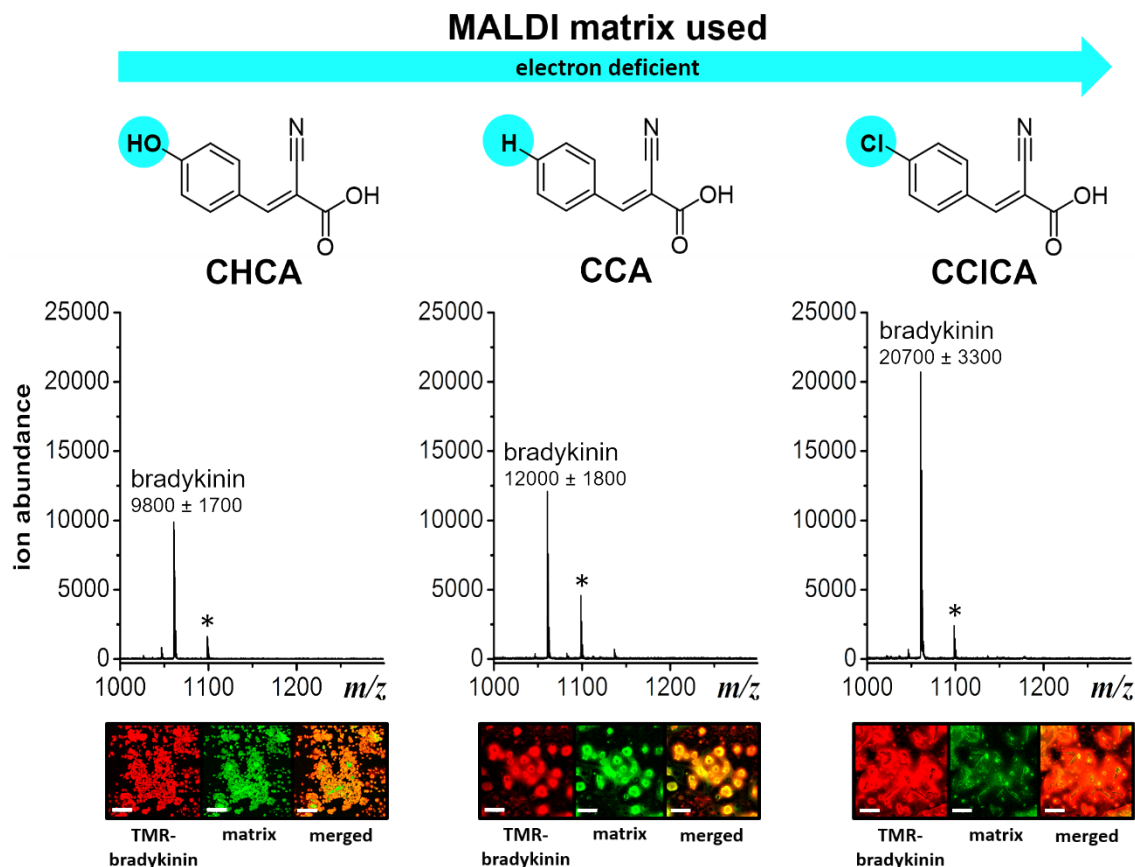 MALDI matrix used
electron deficient
HO
N
OH
O
CHCA
H
N
OH
O
CCA
Cl
N
OH
O
CClCA
ion abundance
25000
20000
15000
10000
5000
0
bradykinin
9800 ± 1700
*
1000 1100 1200 m/z
25000
20000
15000
10000
5000
0
bradykinin
12000 ± 1800
*
1000 1100 1200 m/z
25000
20000
15000
10000
5000
0
bradykinin
20700 ± 3300
*
1000 1100 1200 m/z
TMR-
bradykinin
matrix
merged
TMR-
bradykinin
matrix
merged
TMR-
bradykinin
matrix
merged